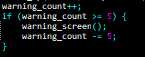 warning_count++;
if (warning_count >= 5) {
    warning_screen();
    warning_count -= 5;
}